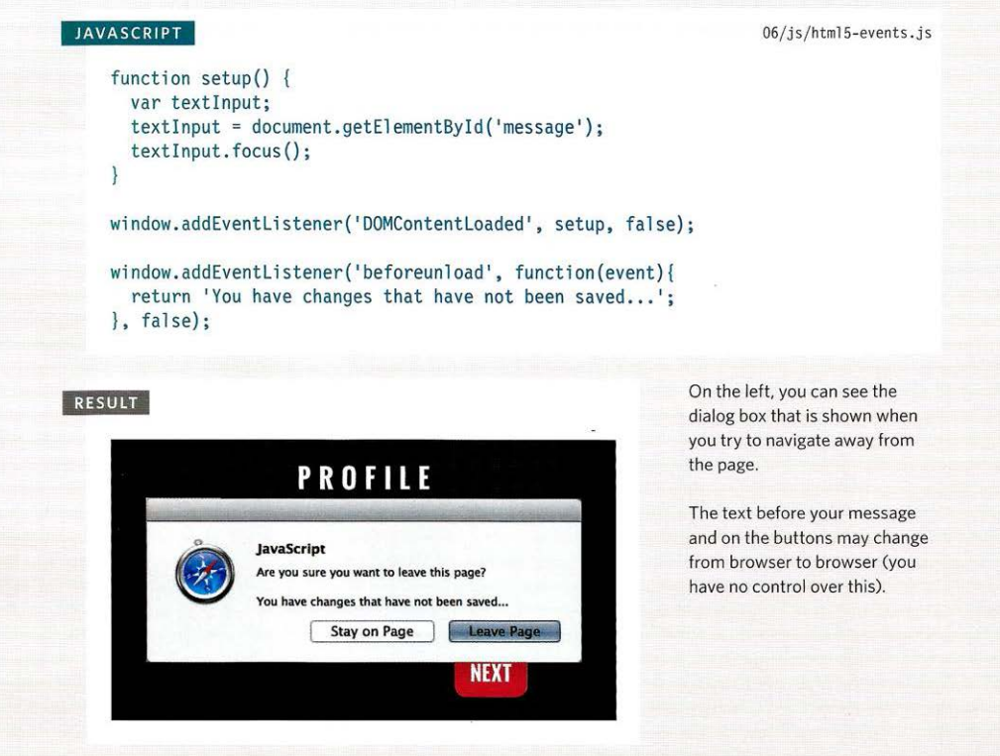 JAVASCRIPT
06/js/html5-events.js
function setup() {
  var textInput;
  textInput = document.getElementById('message');
  textInput.focus();
}
window.addEventListener('DOMContentLoaded', setup, false);
window.addEventListener('beforeunload', function(event){
  return 'You have changes that have not been saved...';
}, false);
RESULT
PROFILE
JavaScript
Are you sure you want to leave this page?
You have changes that have not been saved...
Stay on Page
Leave Page
NEXT
On the left, you can see the
dialog box that is shown when
you try to navigate away from
the page.
The text before your message
and on the buttons may change
from browser to browser (you
have no control over this).